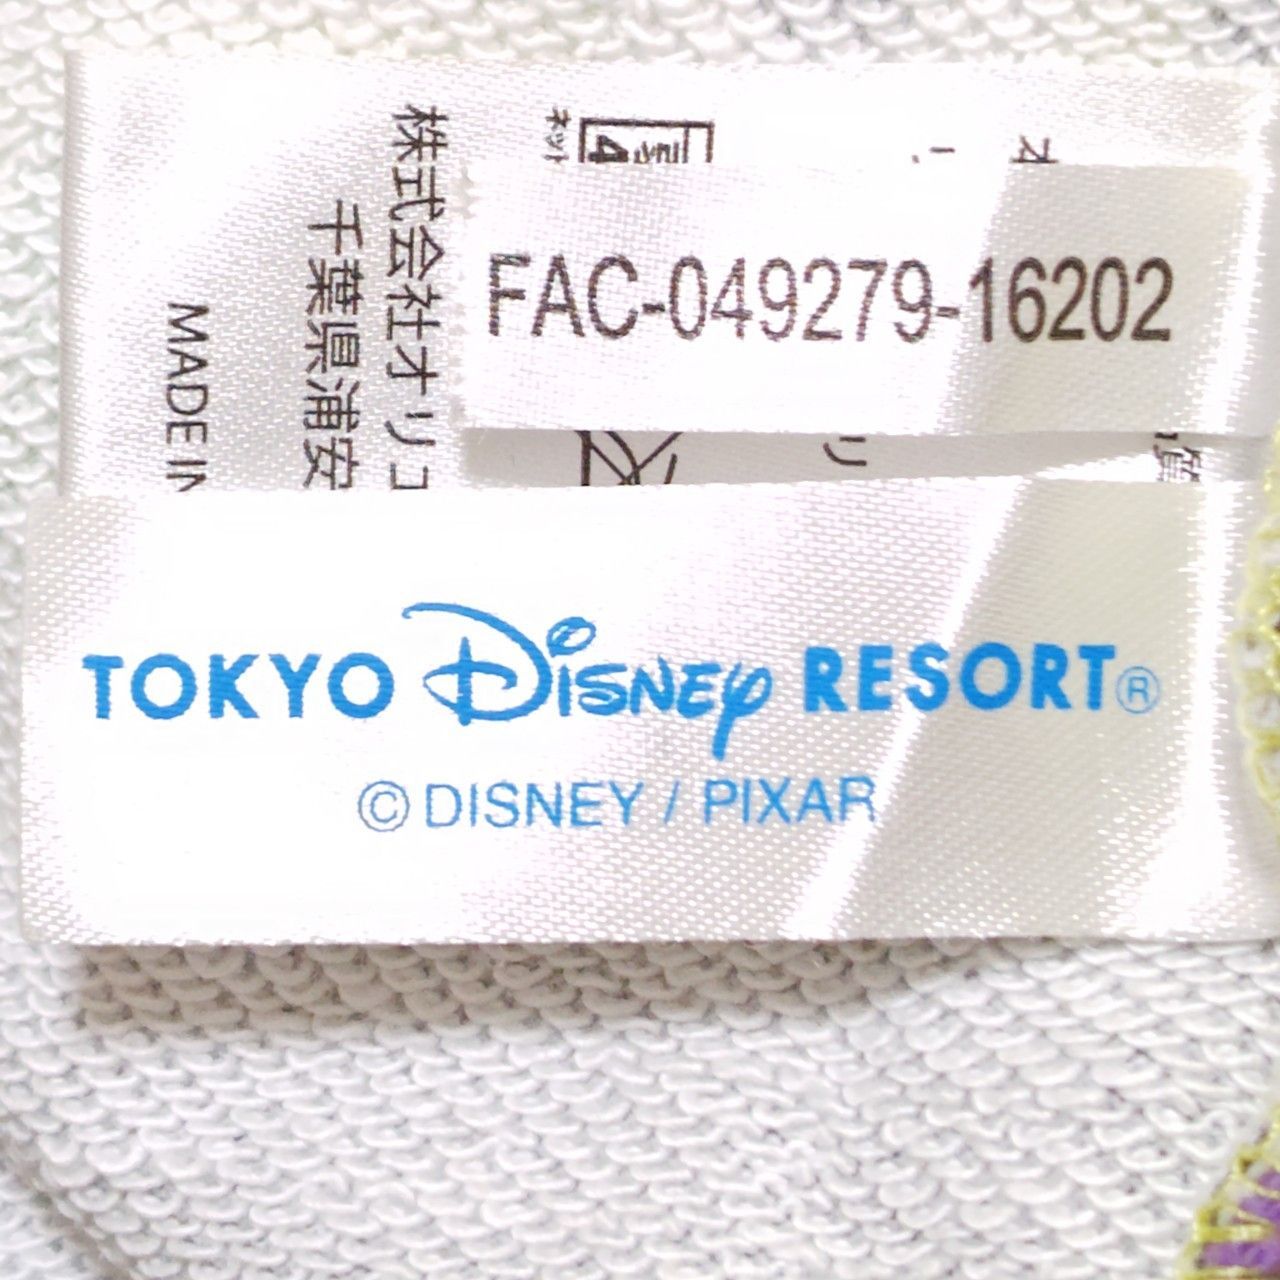 FAC-049279-16202
TOKYO Disney RESORT®
©DISNEY / PIXAR
株式会社オリエ
千葉県浦安
MADE IN